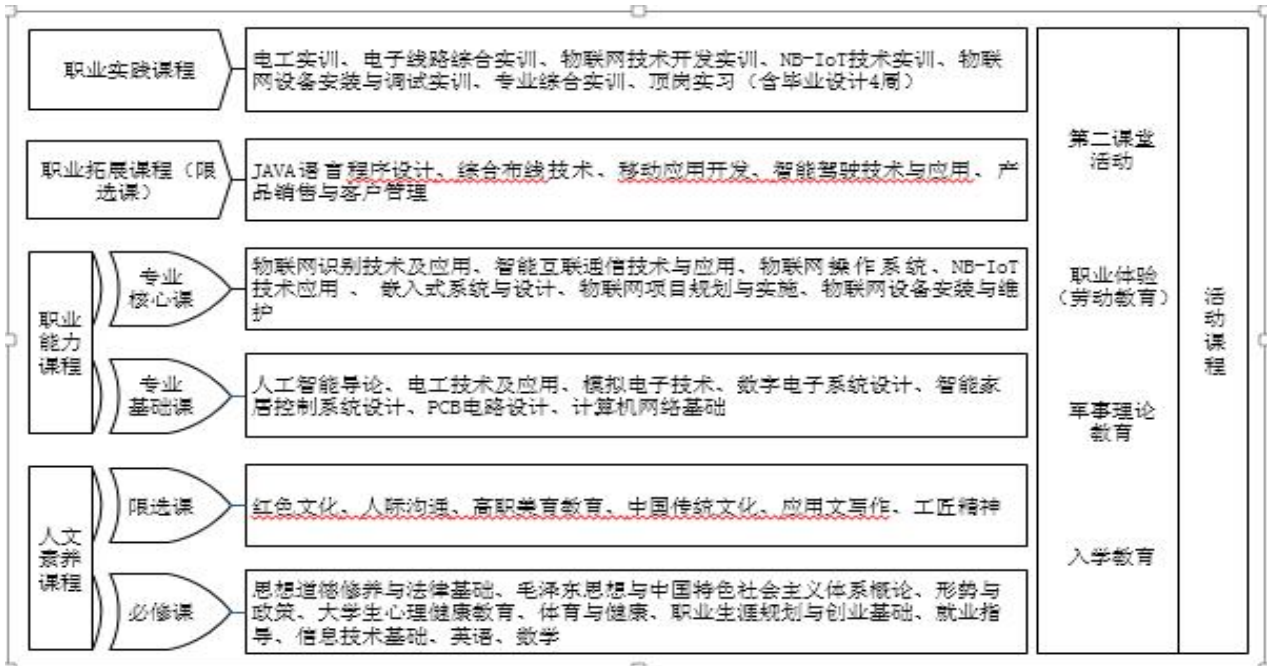 职业实践课程
电工实训、电子线路综合实训、物联网技术开发实训、NB-IoT技术实训、物联
网设备安装与调试实训、专业综合实训、顶岗实习（含毕业设计4周）
职业拓展课程（限
选课）
JAVA语言程序设计、综合布线技术、移动应用开发、智能驾驶技术与应用、产
品销售与客户管理
职业
能力
课程
专业
核心课
物联网识别技术及应用、智能互联通信技术与应用、物联网操作系统、NB-IoT
技术应用 、 嵌入式系统与设计、物联网项目规划与实施、物联网设备安装与维
护
专业
基础课
人工智能导论、电工技术及应用、模拟电子技术、数字电子系统设计、智能家
居控制系统设计、PCB电路设计、计算机网络基础
人文
素养
课程
限选课
红色文化、人际沟通、高职美育教育、中国传统文化、应用文写作、工匠精神
必修课
思想道德修养与法律基础、毛泽东思想与中国特色社会主义体系概论、形势与
政策、大学生心理健康教育、体育与健康、职业生涯规划与创业基础、就业指
导、信息技术基础、英语、数学
第二课堂
活动
职业体验
（劳动教育）
军事理论
教育
入学教育
活
动
课
程